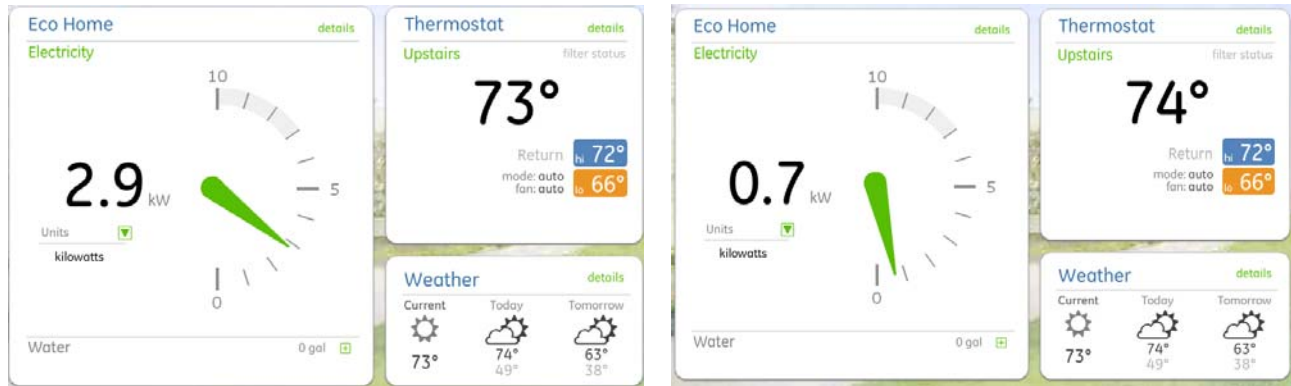 Eco Home details
Electricity
10
2.9 kW
5
Units
kilowatts
0
Water 0 gal
Thermostat details
Upstairs filter status
73°
Return hi 72°
mode: auto
fan: auto lo 66°
Weather details
Current Today Tomorrow
73° 74° 63°
49° 38°
Eco Home details
Electricity
10
0.7 kW
5
Units
kilowatts
0
Water 0 gal
Thermostat details
Upstairs filter status
74°
Return hi 72°
mode: auto
fan: auto lo 66°
Weather details
Current Today Tomorrow
73° 74° 63°
49° 38°